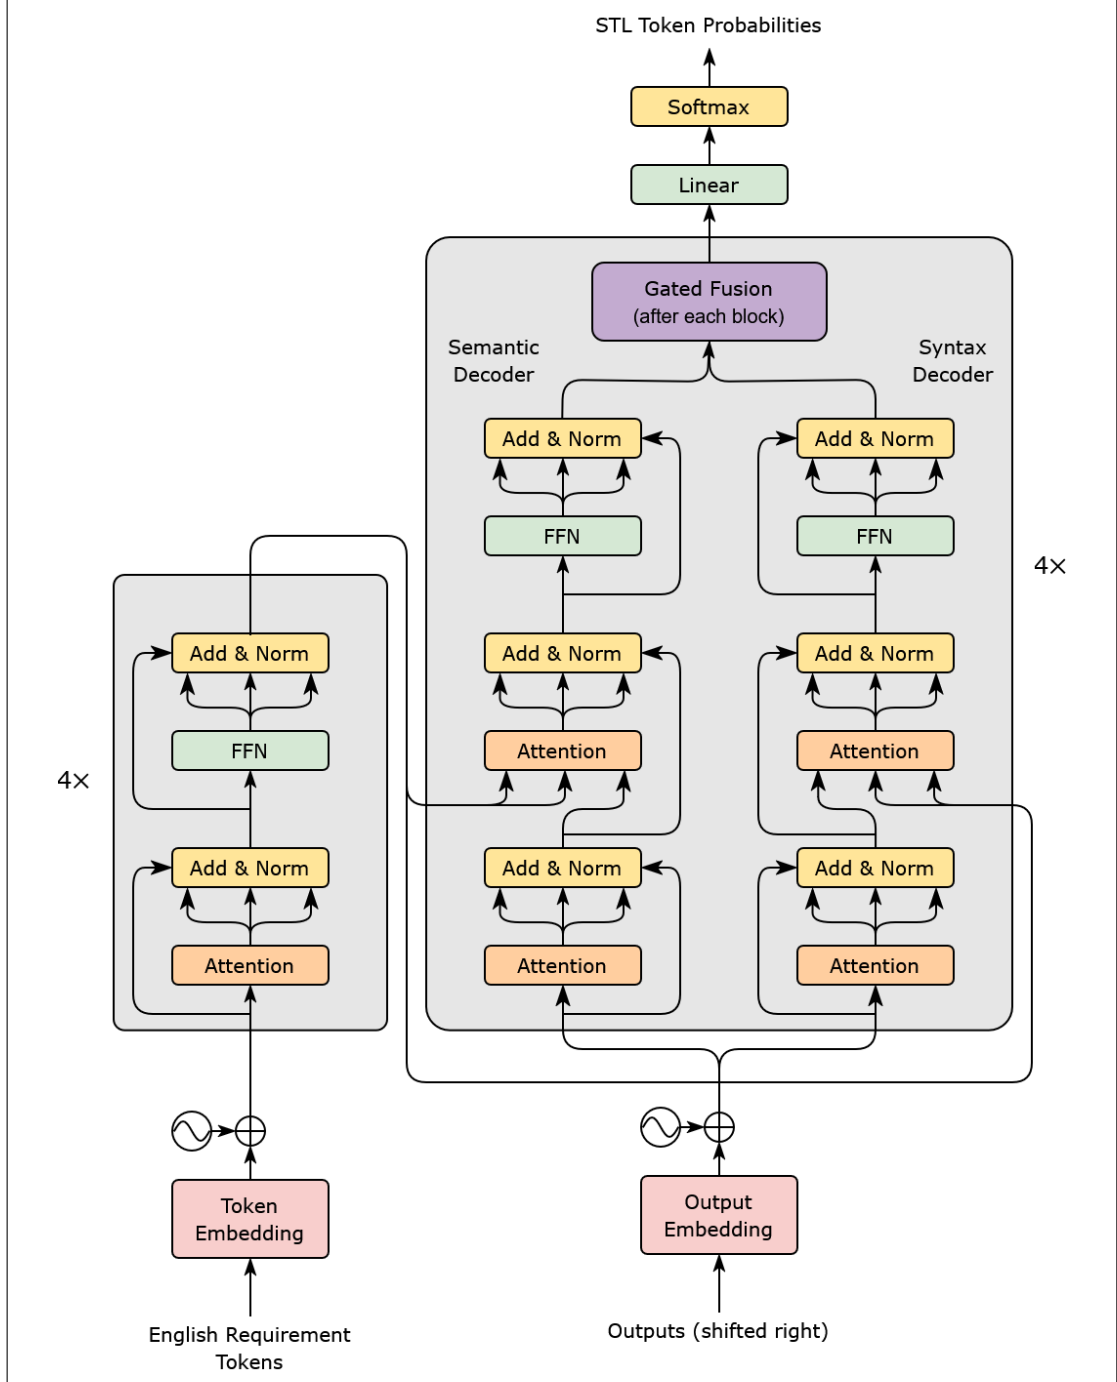 STL Token Probabilities
Softmax
Linear
Gated Fusion
(after each block)
Semantic
Decoder
Syntax
Decoder
Add & Norm
Add & Norm
FFN
FFN
4×
Add & Norm
Add & Norm
Add & Norm
FFN
Attention
Attention
4×
Add & Norm
Add & Norm
Add & Norm
Attention
Attention
Attention
Token
Embedding
Output
Embedding
English Requirement
Tokens
Outputs (shifted right)